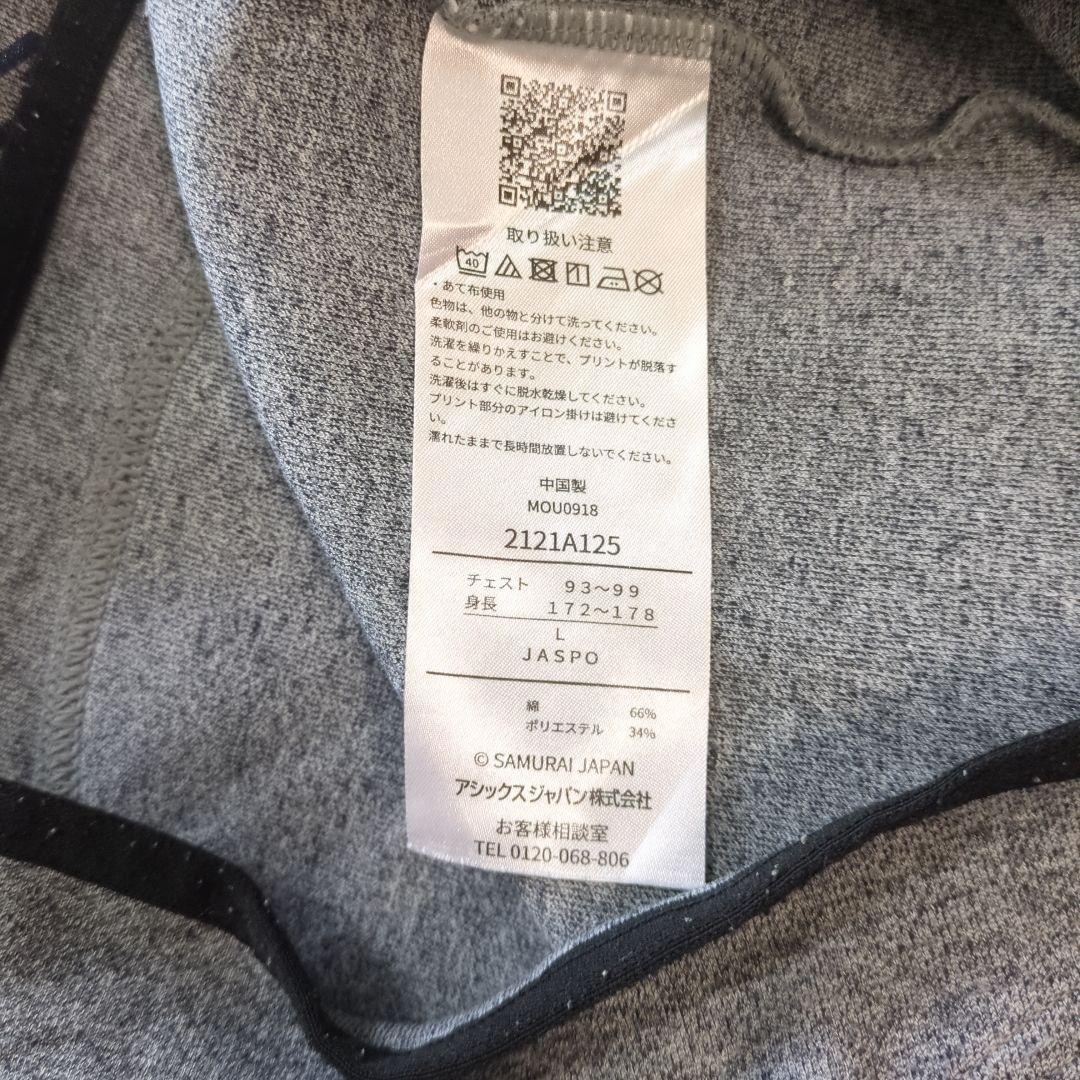 取り扱い注意
40
・あて布使用
色物は、他の物と分けて洗ってください。
柔軟剤のご使用はお避けください。
洗濯を繰りかえすことで、プリントが脱落す
ることがあります。
洗濯後はすぐに脱水乾燥してください。
プリント部分のアイロン掛けは避けてくださ
い。
濡れたままで長時間放置しないでください。
中国製
MOU0918
2121A125
チェスト 93～99
身長 172～178
L
JASPO
綿 66%
ポリエステル 34%
© SAMURAI JAPAN
アシックスジャパン株式会社
お客様相談室
TEL 0120-068-806